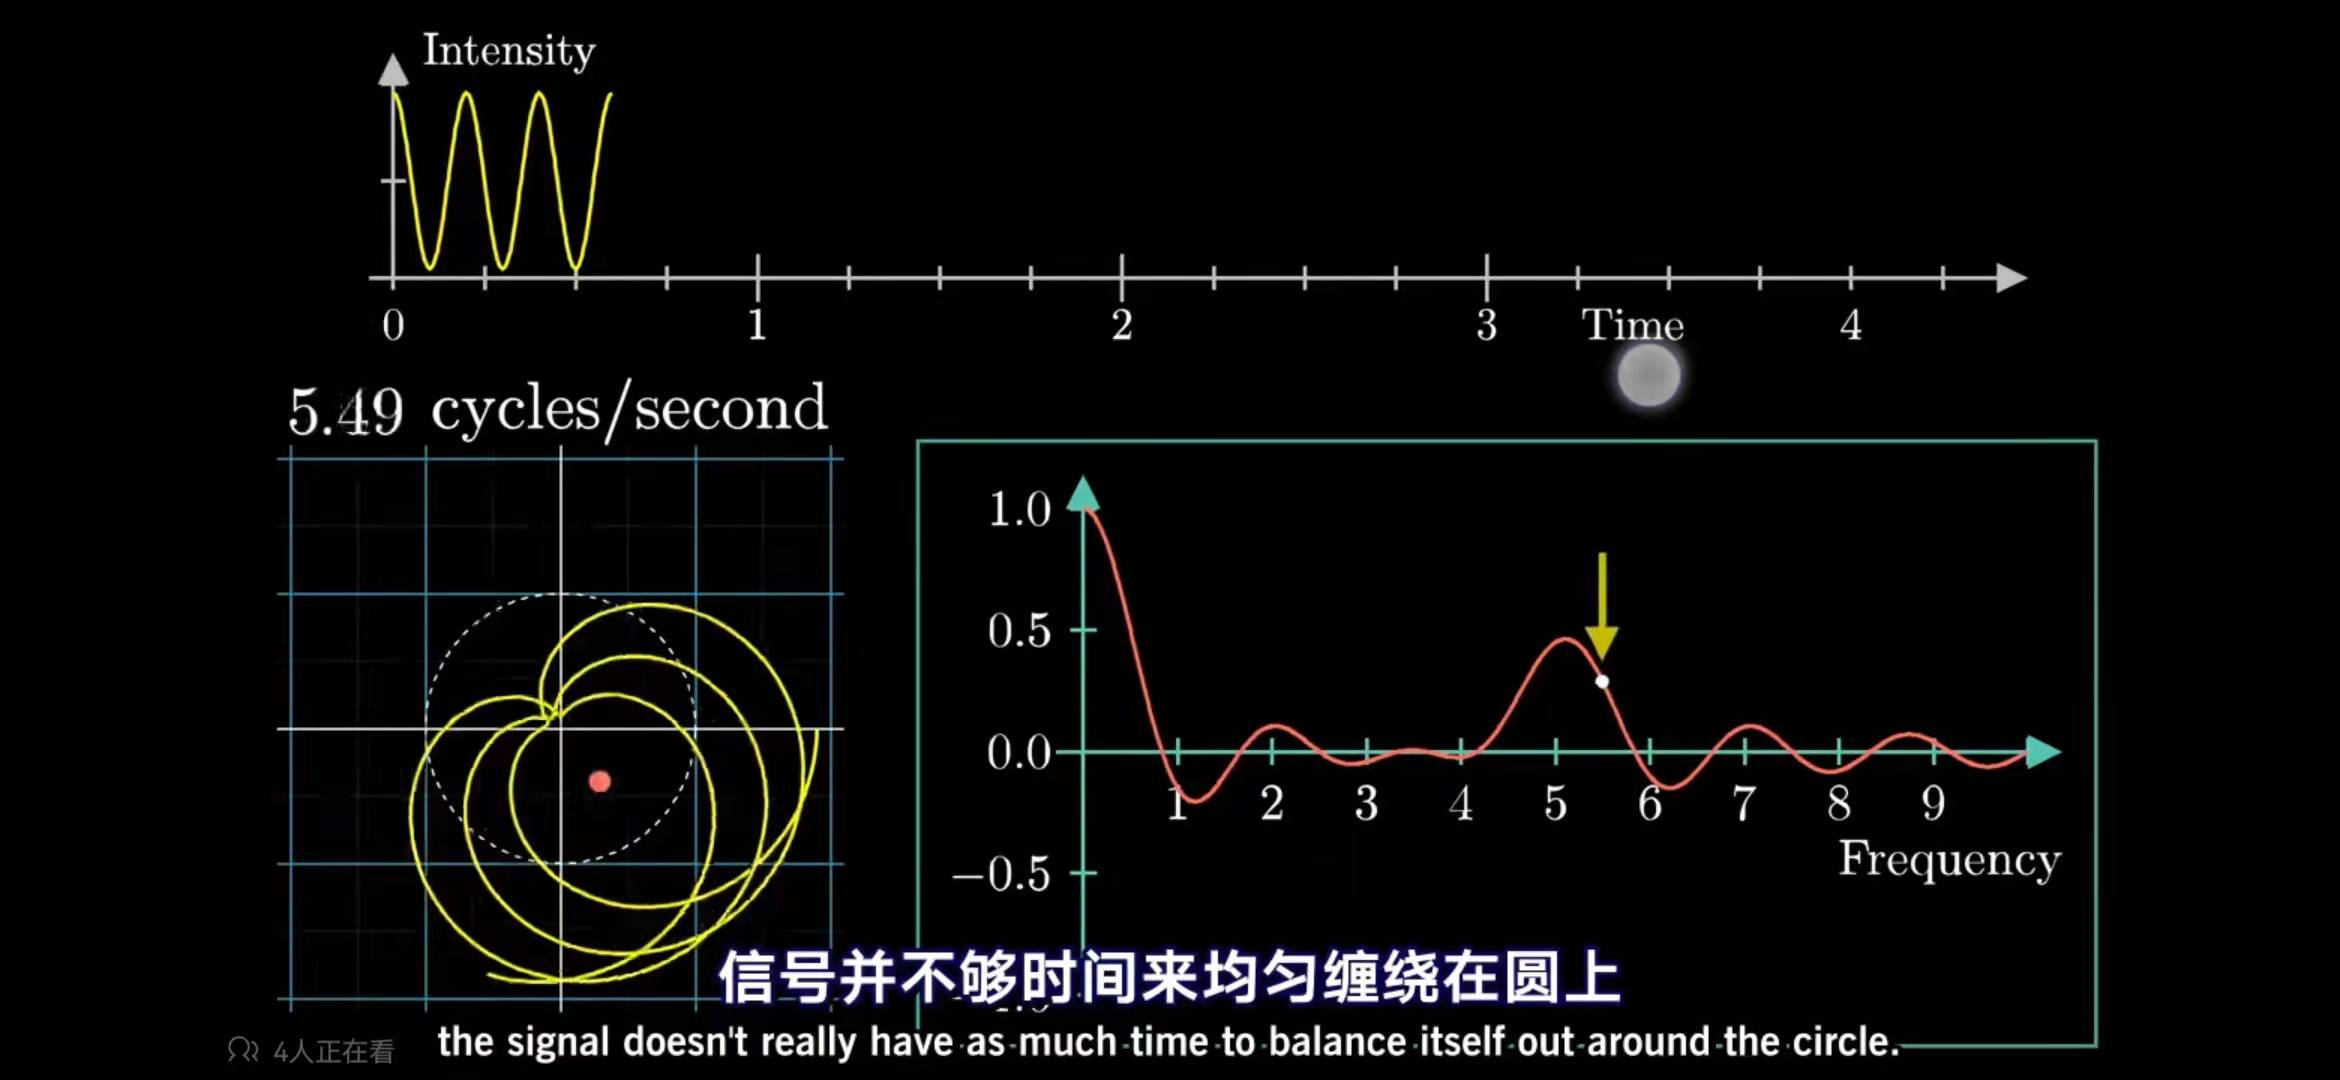 Intensity
0 1 2 3 Time 4
5.49 cycles/second
1.0
0.5
0.0
1 2 3 4 5 6 7 8 9
Frequency
−0.5
信号并不够时间来均匀缠绕在圆上
4人正在看
the signal doesn't really have as much time to balance itself out around the circle.